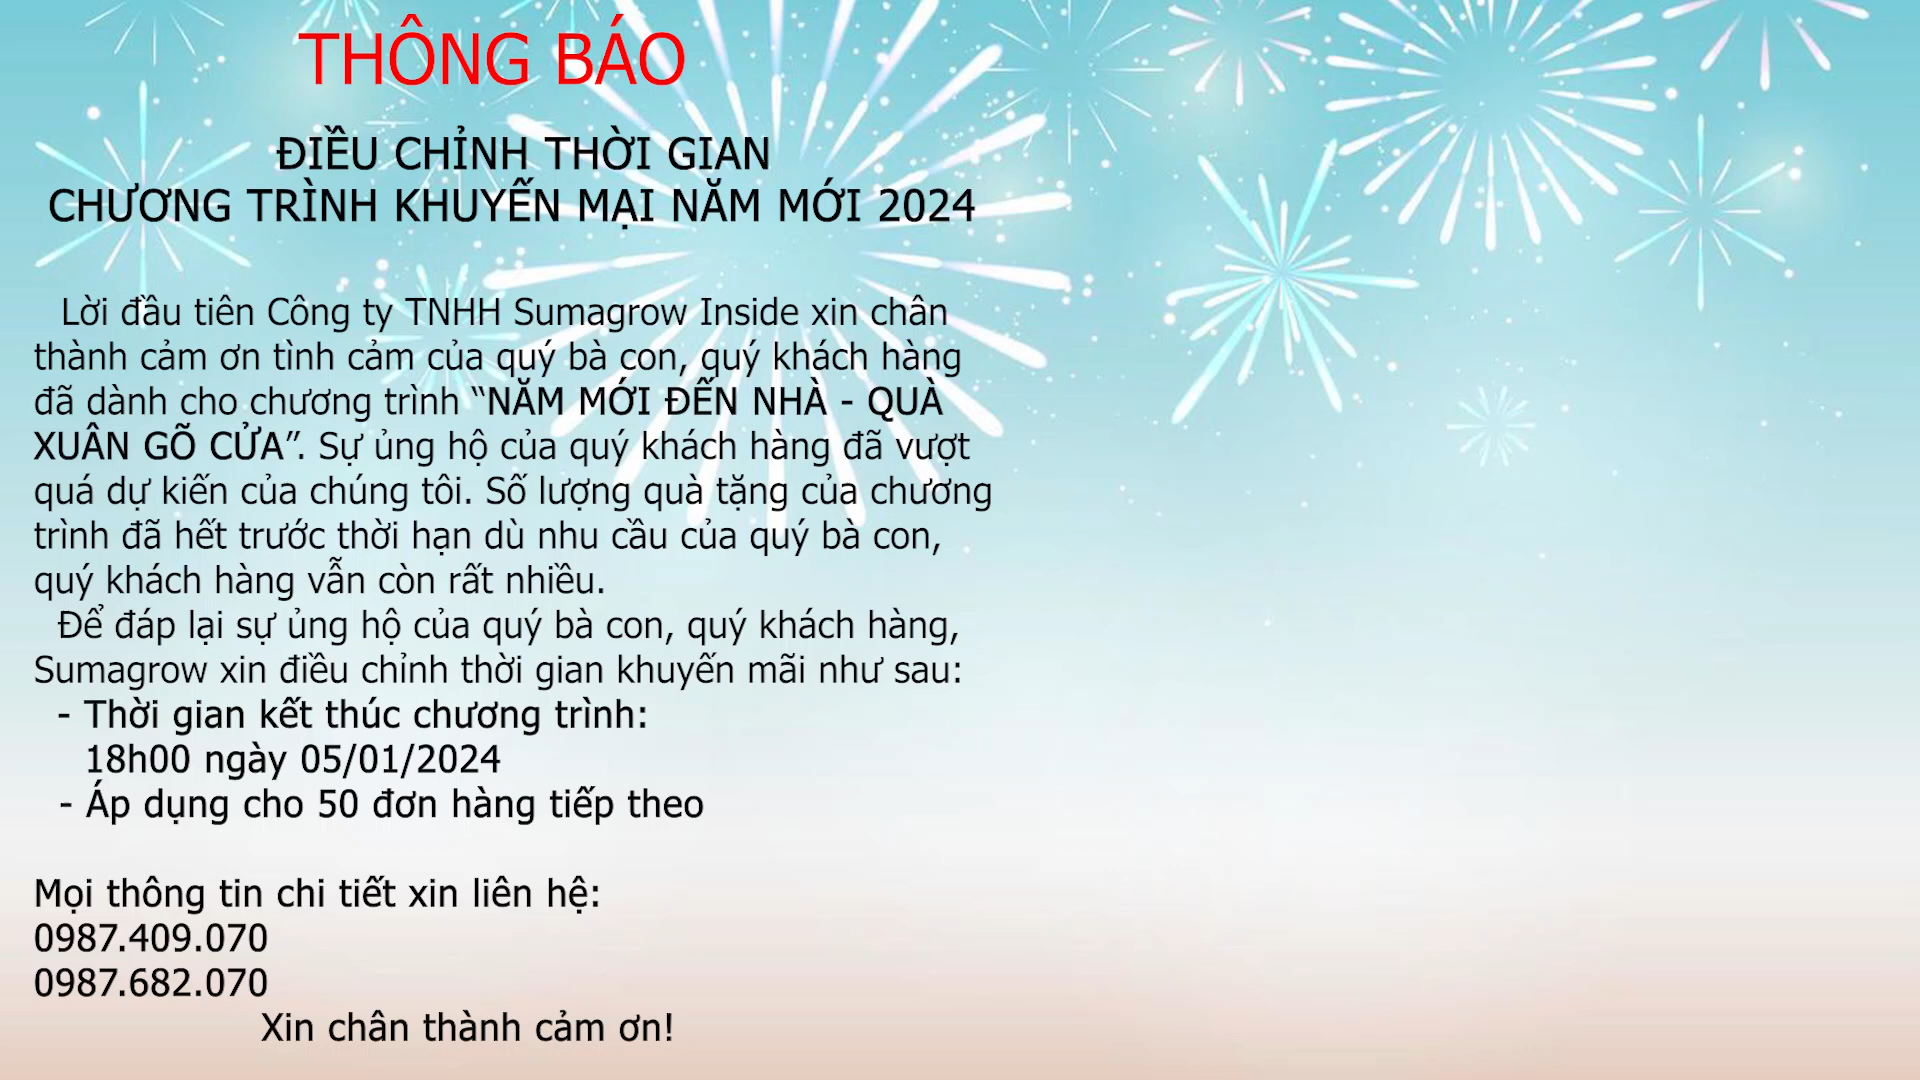 THÔNG BÁO
ĐIỀU CHỈNH THỜI GIAN
CHƯƠNG TRÌNH KHUYẾN MẠI NĂM MỚI 2024
Lời đầu tiên Công ty TNHH Sumagrow Inside xin chân
thành cảm ơn tình cảm của quý bà con, quý khách hàng
đã dành cho chương trình “NĂM MỚI ĐẾN NHÀ - QUÀ
XUÂN GÕ CỬA”. Sự ủng hộ của quý khách hàng đã vượt
quá dự kiến của chúng tôi. Số lượng quà tặng của chương
trình đã hết trước thời hạn dù nhu cầu của quý bà con,
quý khách hàng vẫn còn rất nhiều.
Để đáp lại sự ủng hộ của quý bà con, quý khách hàng,
Sumagrow xin điều chỉnh thời gian khuyến mãi như sau:
- Thời gian kết thúc chương trình:
18h00 ngày 05/01/2024
- Áp dụng cho 50 đơn hàng tiếp theo
Mọi thông tin chi tiết xin liên hệ:
0987.409.070
0987.682.070
Xin chân thành cảm ơn!